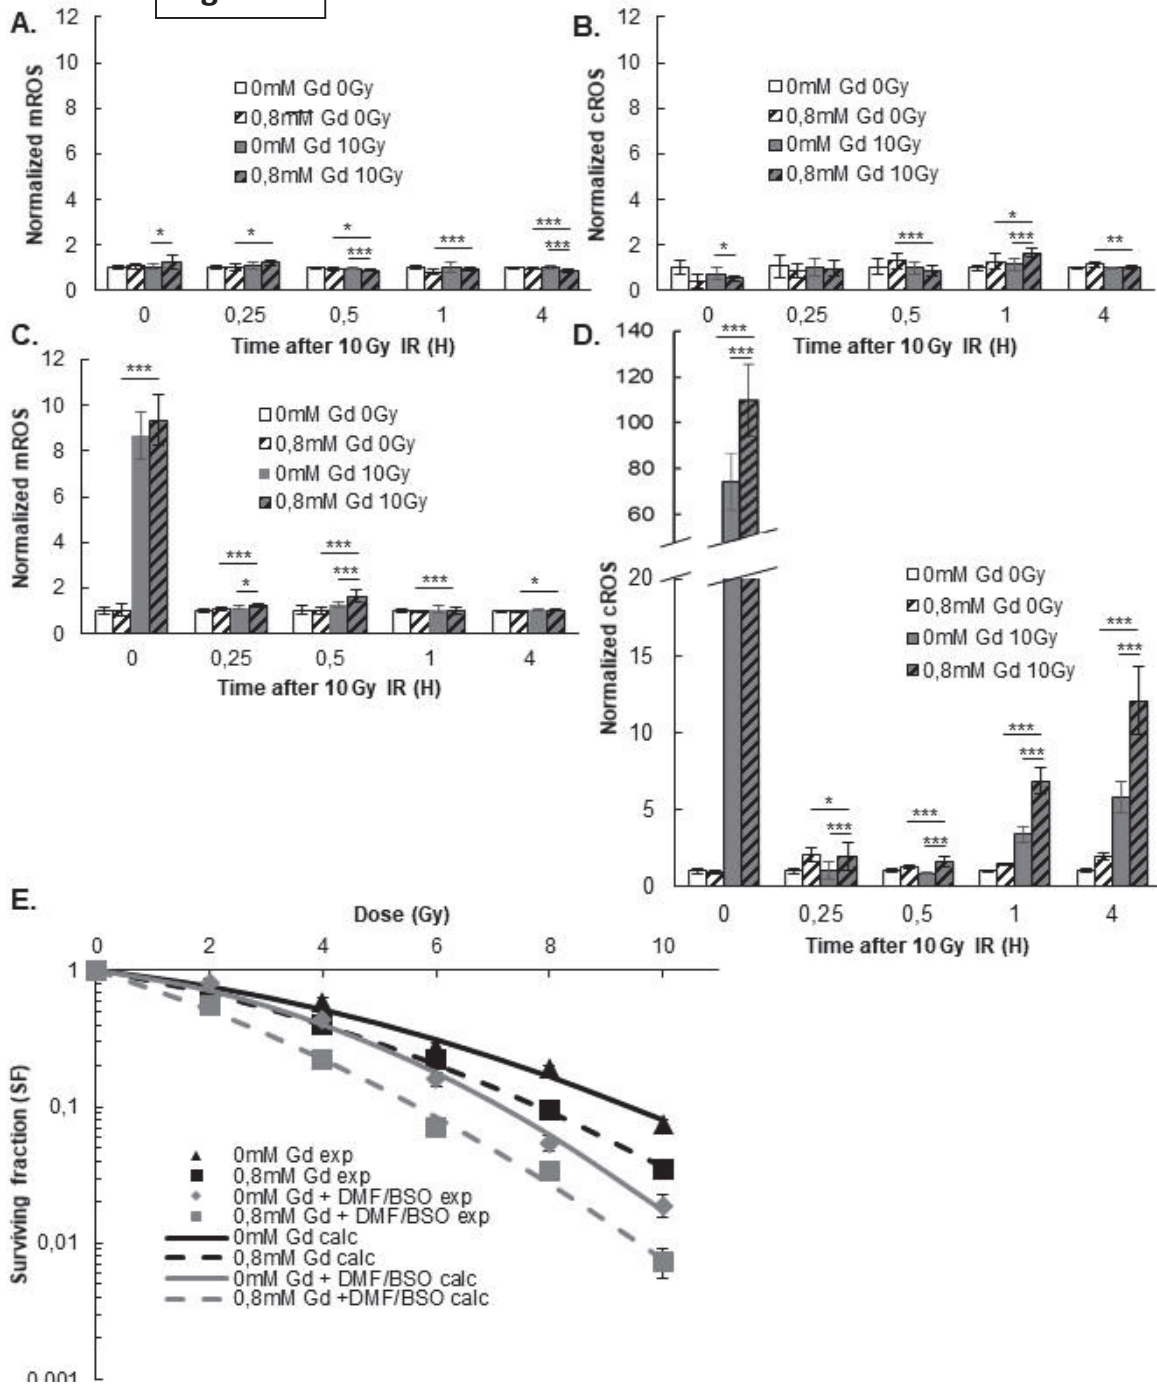 A.
12
10
8
6
4
2
0
Normalized mROS
0mM Gd 0Gy
0,8mM Gd 0Gy
0mM Gd 10Gy
0,8mM Gd 10Gy
* * * *** *** *** ***
0 0,25 0,5 1 4
Time after 10 Gy IR (H)
B.
12
10
8
6
4
2
0
Normalized cROS
0mM Gd 0Gy
0,8mM Gd 0Gy
0mM Gd 10Gy
0,8mM Gd 10Gy
* *** * *** **
0 0,25 0,5 1 4
Time after 10 Gy IR (H)
C.
12
10
8
6
4
2
0
Normalized mROS
0mM Gd 0Gy
0,8mM Gd 0Gy
0mM Gd 10Gy
0,8mM Gd 10Gy
*** *** * *** *** *** *
0 0,25 0,5 1 4
Time after 10 Gy IR (H)
D.
140
120
100
80
60
20
15
10
5
0
Normalized cROS
0mM Gd 0Gy
0,8mM Gd 0Gy
0mM Gd 10Gy
0,8mM Gd 10Gy
*** *** * *** *** *** *** *** *** ***
0 0,25 0,5 1 4
Time after 10 Gy IR (H)
E.
Dose (Gy)
0 2 4 6 8 10
1
0,1
0,01
0,001
Surviving fraction (SF)
0mM Gd exp
0,8mM Gd exp
0mM Gd + DMF/BSO exp
0,8mM Gd + DMF/BSO exp
0mM Gd calc
0,8mM Gd calc
0mM Gd + DMF/BSO calc
0,8mM Gd +DMF/BSO calc